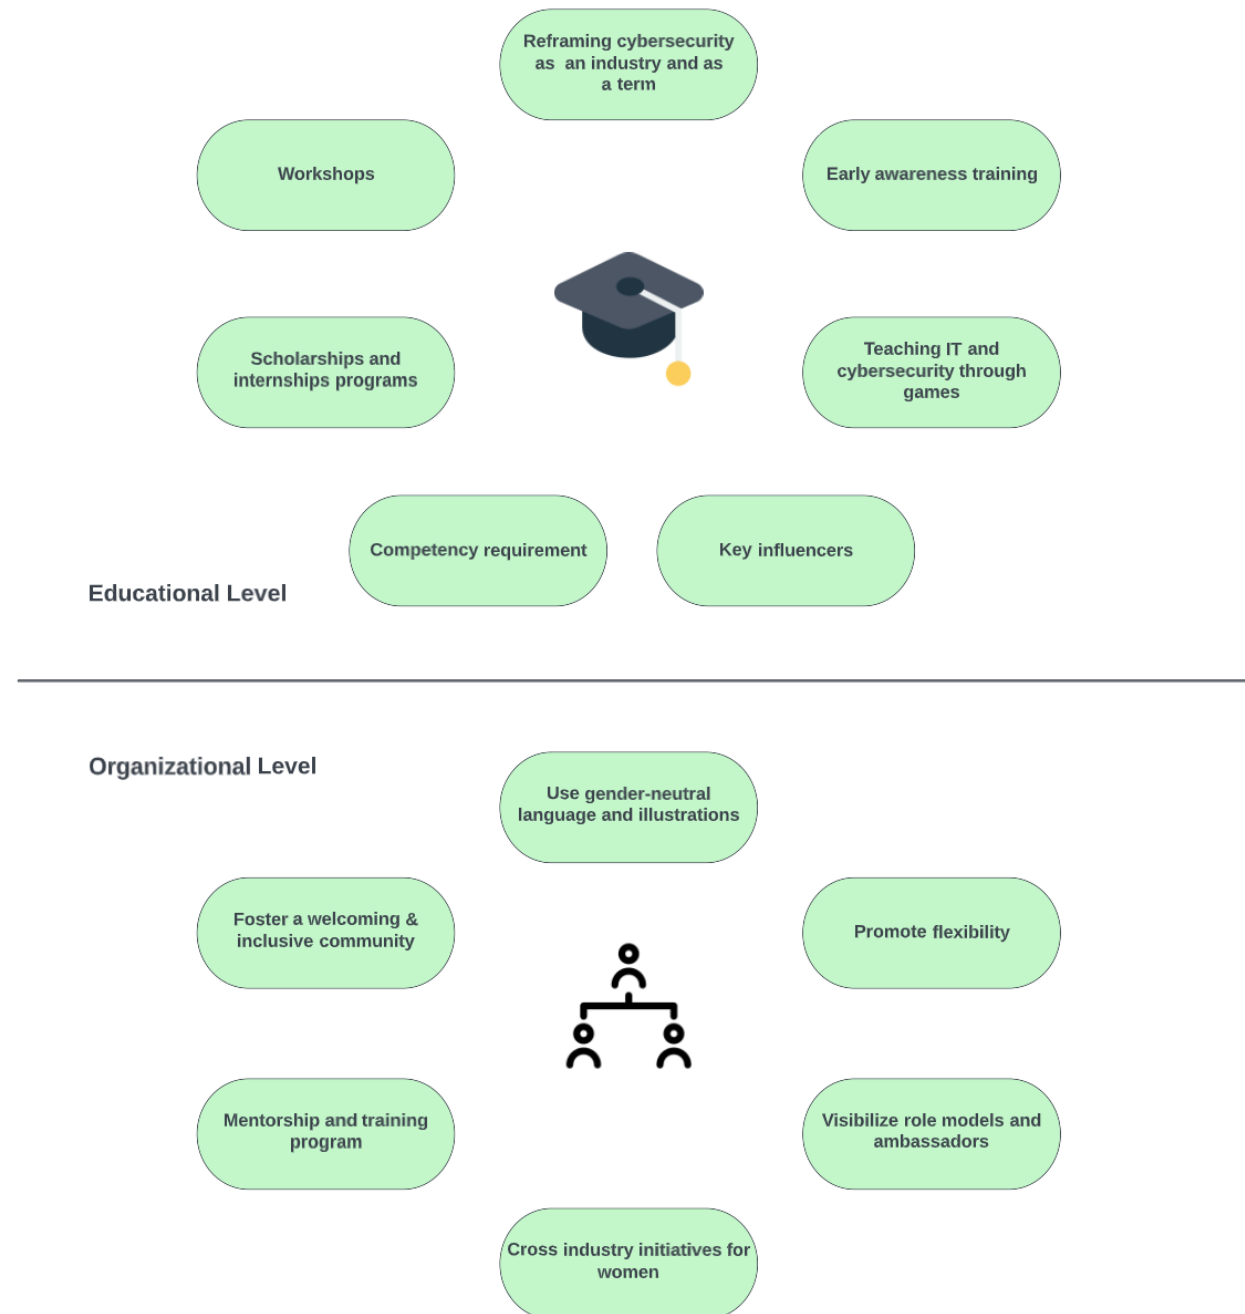 Reframing cybersecurity
as an industry and as
a term
Workshops
Early awareness training
Scholarships and
internships programs
Teaching IT and
cybersecurity through
games
Competency requirement
Key influencers
Educational Level
Organizational Level
Use gender-neutral
language and illustrations
Foster a welcoming &
inclusive community
Promote flexibility
Mentorship and training
program
Visibilize role models and
ambassadors
Cross industry initiatives for
women